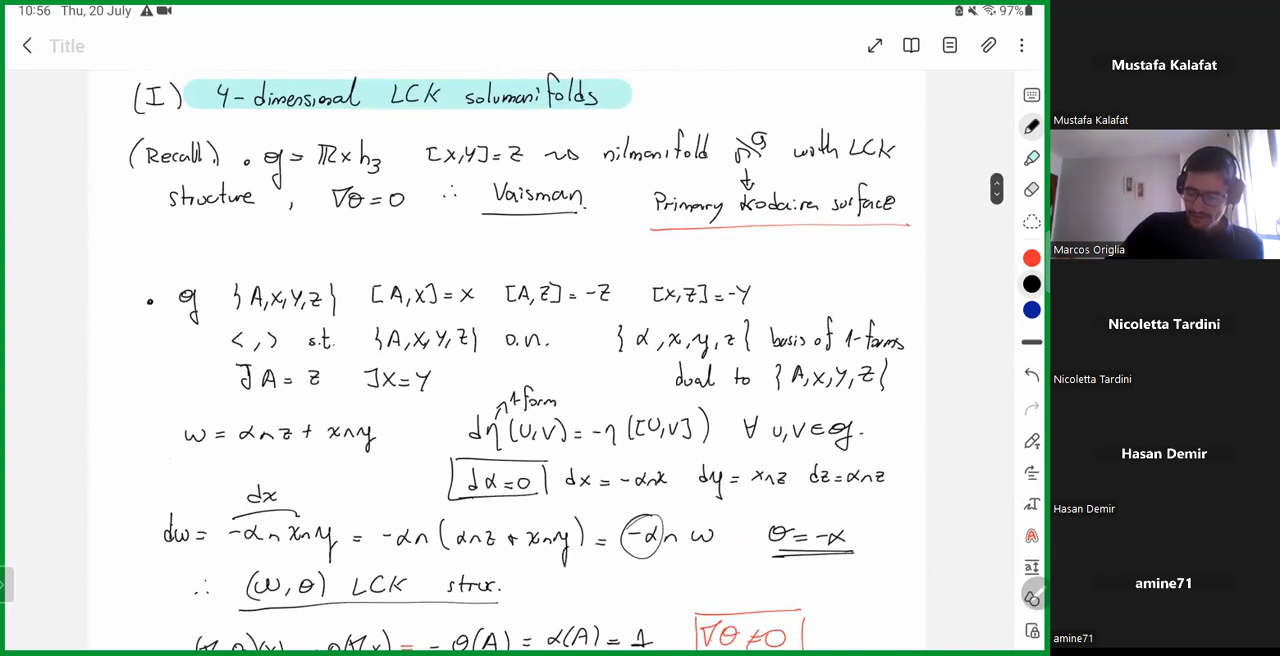 10:56 Thu, 20 July
97%
Title
(I) 4-dimensional LCK solvmanifolds
(Recall). • g = ℝ × h₃ [X,Y] = Z ⇝ nilmanifold Γ\G with LCK
structure, ∇θ = 0 ∴ Vaisman. Primary Kodaira surface
• g {A,X,Y,Z} [A,X] = X [A,Z] = -Z [X,Z] = -Y
< , > s.t. {A,X,Y,Z} o.n. {α,x,y,z} basis of 1-forms
JA = Z JX = Y dual to {A,X,Y,Z}
1-form
ω = α∧z + x∧y dη(U,V) = -η([U,V]) ∀ U,V ∈ g.
dα=0 dx = -α∧x dy = x∧z dz = α∧z
dx
dω = -α∧x∧y = -α∧(α∧z + x∧y) = -α∧ω θ = -α
∴ (ω,θ) LCK struc.
= -θ(A) = α(A) = 1 ∇θ ≠ 0
Mustafa Kalafat
Mustafa Kalafat
Marcos Origlia
Nicoletta Tardini
Nicoletta Tardini
Hasan Demir
Hasan Demir
amine71
amine71